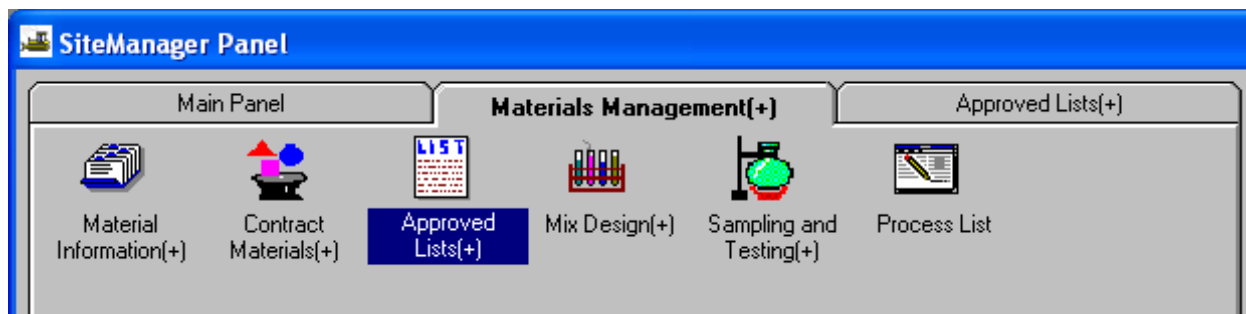 SiteManager Panel
Main Panel
Materials Management(+)
Approved Lists(+)
LIST
Material
Information(+)
Contract
Materials(+)
Approved
Lists(+)
Mix Design(+)
Sampling and
Testing(+)
Process List